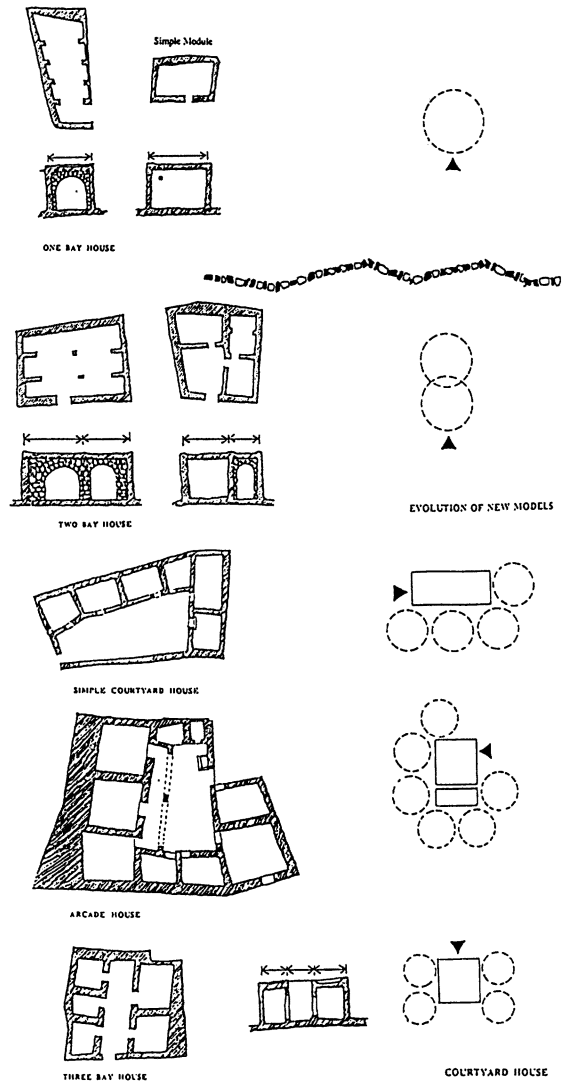 Simple Module
ONE BAY HOUSE
TWO BAY HOUSE
EVOLUTION OF NEW MODELS
SIMPLE COURTYARD HOUSE
ARCADE HOUSE
THREE BAY HOUSE
COURTYARD HOUSE